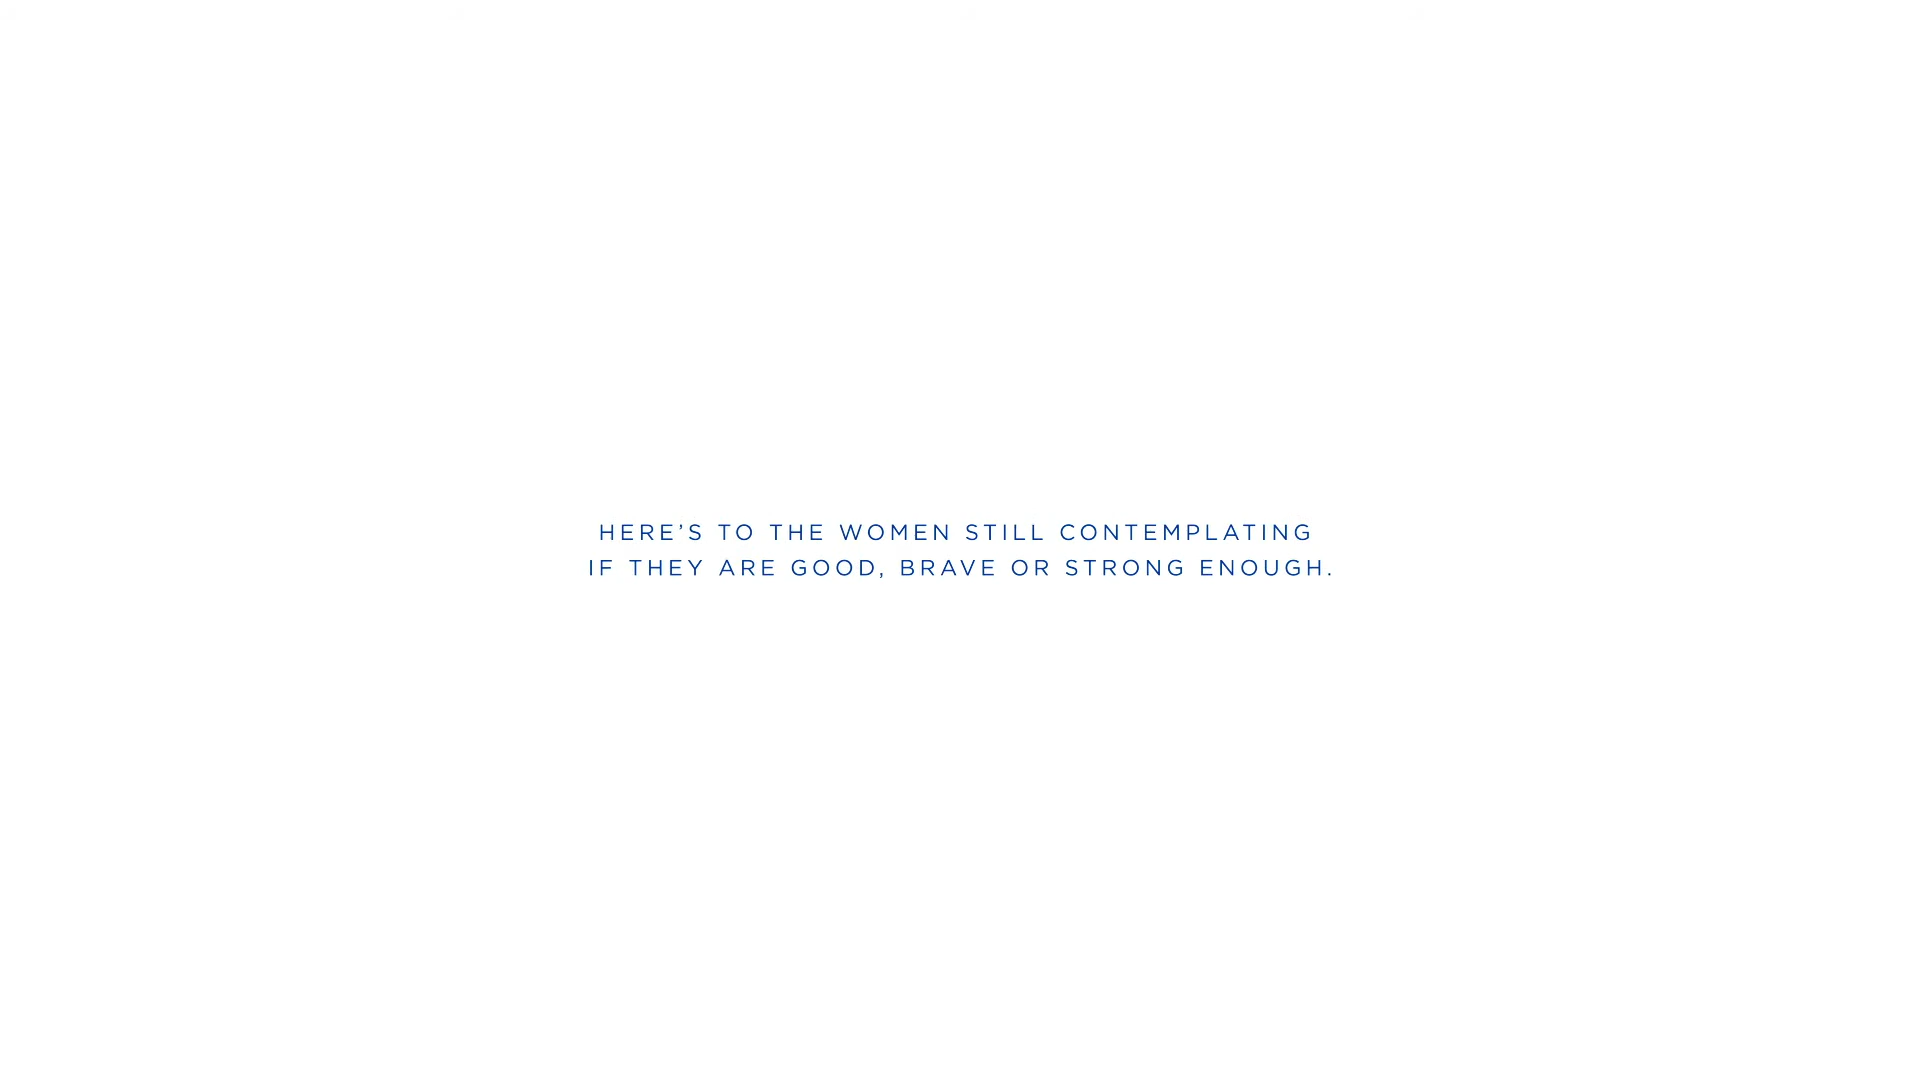 HERE’S TO THE WOMEN STILL CONTEMPLATING
IF THEY ARE GOOD, BRAVE OR STRONG ENOUGH.